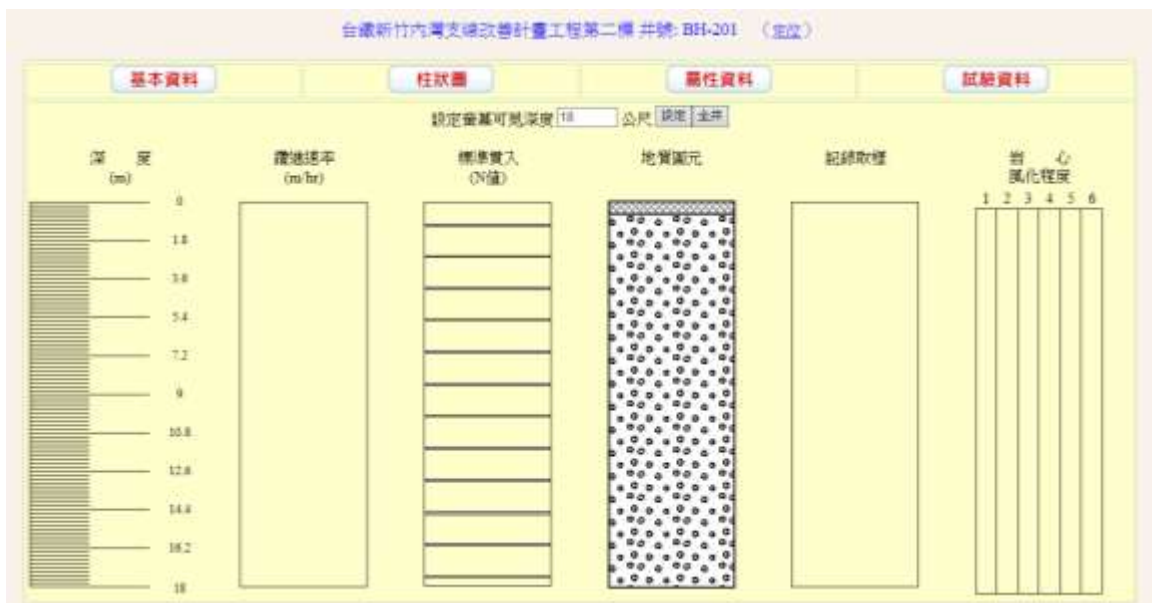 台鐵新竹內灣支線改善計畫工程第二標 井號: BH-201 （定位）
基本資料 柱狀圖 屬性資料 試驗資料
設定螢幕可見深度 18 公尺 設定 全井
深 度 鑽進速率 標準貫入 地質圖元 記錄取樣 岩 心
(m) (m/hr) (N值) 風化程度
1 2 3 4 5 6
0
1.8
3.6
5.4
7.2
9
10.8
12.6
14.4
16.2
18